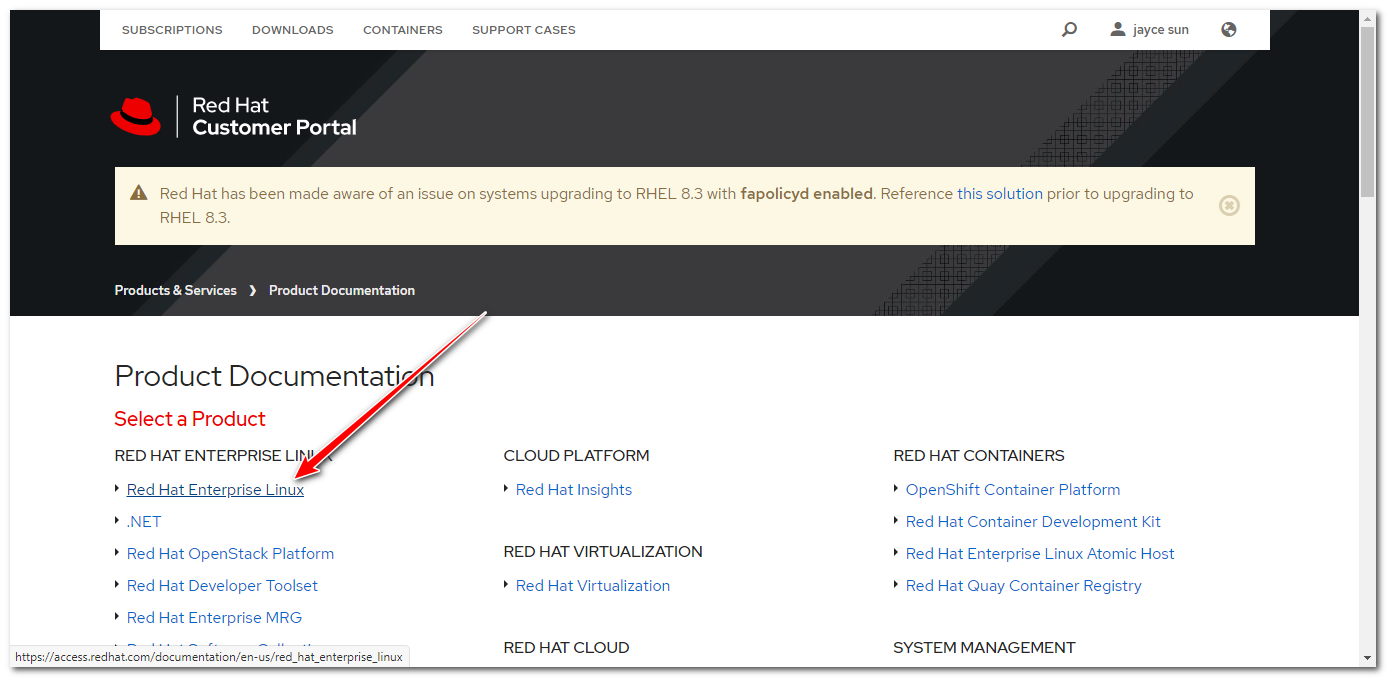 SUBSCRIPTIONS DOWNLOADS CONTAINERS SUPPORT CASES jayce sun
Red Hat
Customer Portal
Red Hat has been made aware of an issue on systems upgrading to RHEL 8.3 with fapolicyd enabled. Reference this solution prior to upgrading to
RHEL 8.3.
Products & Services ❯ Product Documentation
Product Documentation
Select a Product
RED HAT ENTERPRISE LINUX
Red Hat Enterprise Linux
.NET
Red Hat OpenStack Platform
Red Hat Developer Toolset
Red Hat Enterprise MRG
CLOUD PLATFORM
Red Hat Insights
RED HAT VIRTUALIZATION
Red Hat Virtualization
RED HAT CLOUD
RED HAT CONTAINERS
OpenShift Container Platform
Red Hat Container Development Kit
Red Hat Enterprise Linux Atomic Host
Red Hat Quay Container Registry
SYSTEM MANAGEMENT
https://access.redhat.com/documentation/en-us/red_hat_enterprise_linux